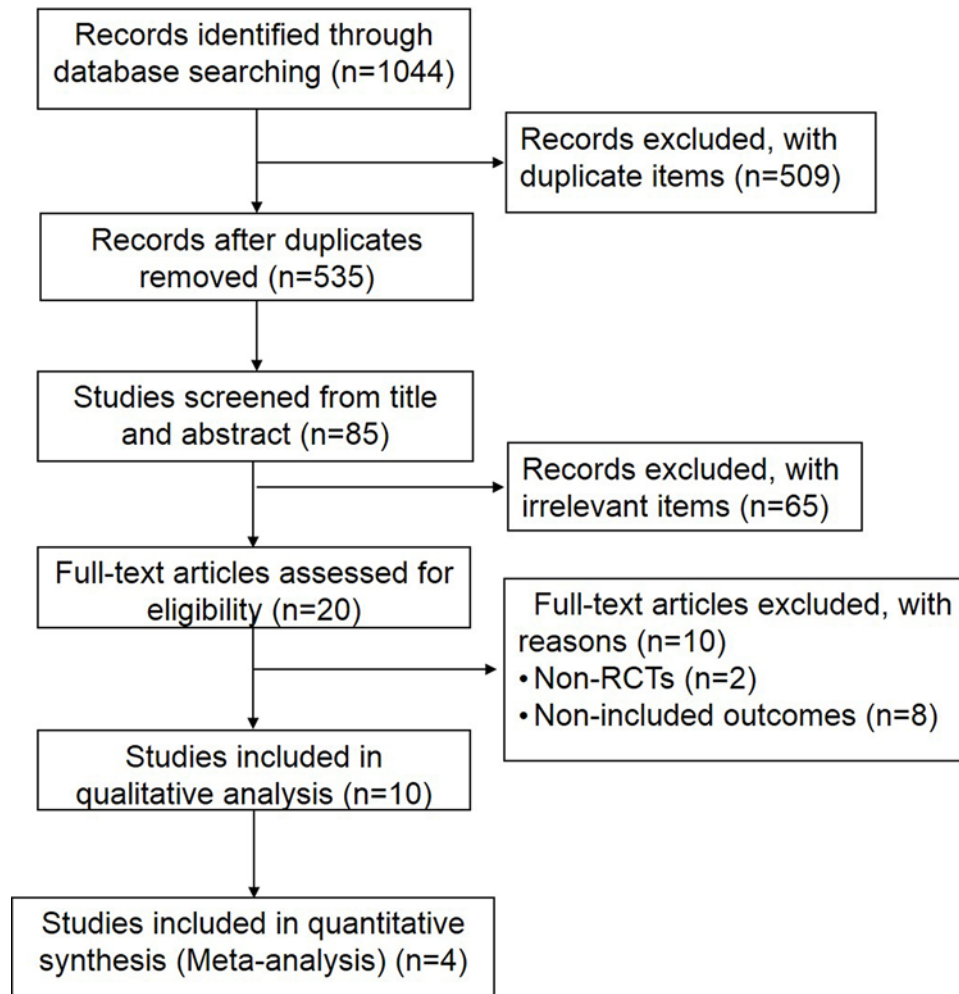 Records identified through
database searching (n=1044)
Records excluded, with
duplicate items (n=509)
Records after duplicates
removed (n=535)
Studies screened from title
and abstract (n=85)
Records excluded, with
irrelevant items (n=65)
Full-text articles assessed for
eligibility (n=20)
Full-text articles excluded, with
reasons (n=10)
• Non-RCTs (n=2)
• Non-included outcomes (n=8)
Studies included in
qualitative analysis (n=10)
Studies included in quantitative
synthesis (Meta-analysis) (n=4)